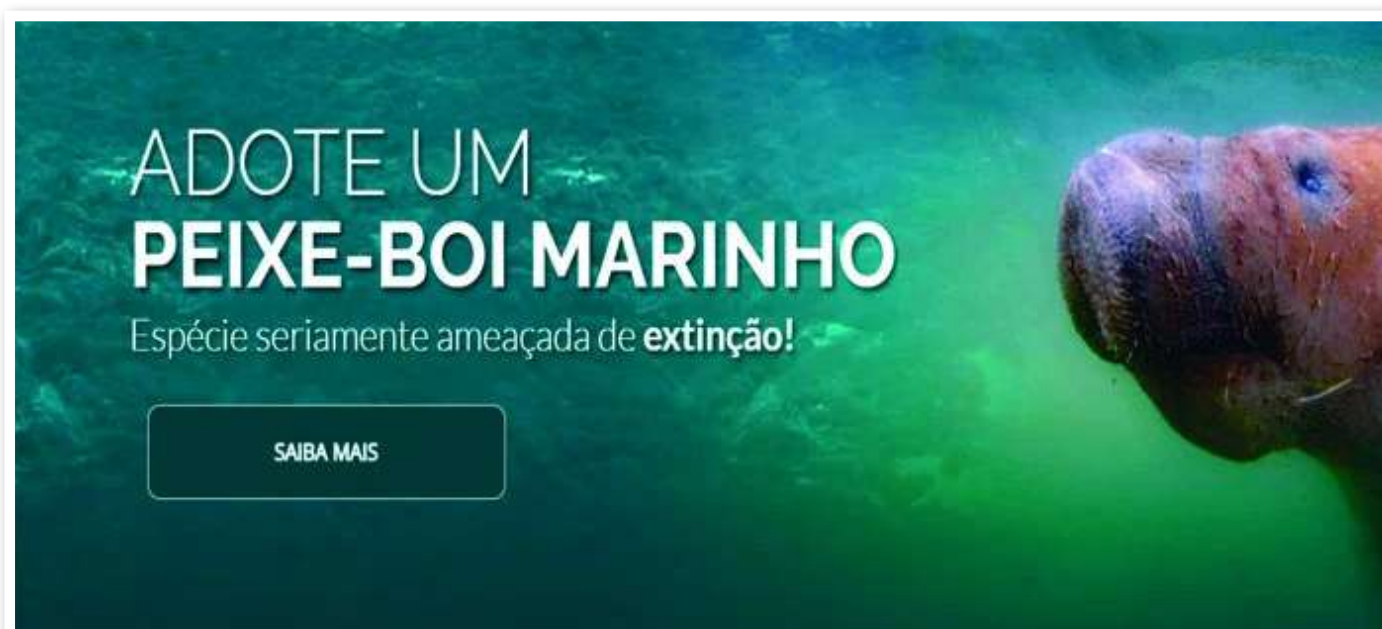 ADOTE UM
PEIXE-BOI MARINHO
Espécie seriamente ameaçada de extinção!
SAIBA MAIS